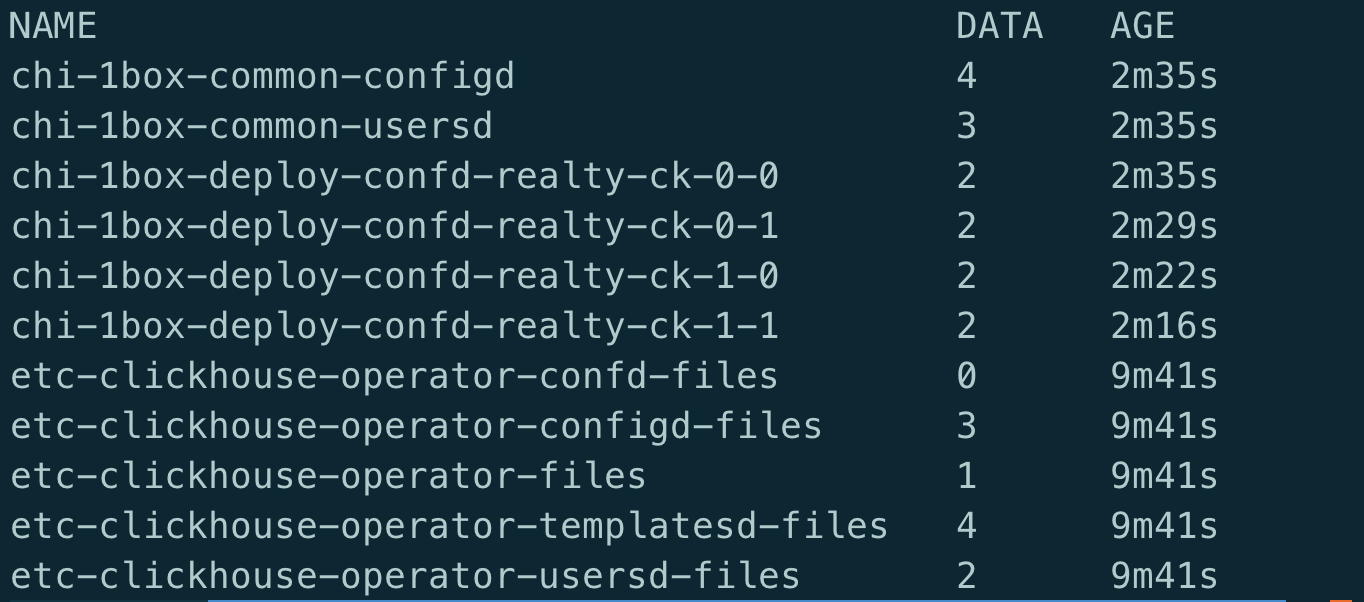 NAME DATA AGE
chi-1box-common-configd 4 2m35s
chi-1box-common-usersd 3 2m35s
chi-1box-deploy-confd-realty-ck-0-0 2 2m35s
chi-1box-deploy-confd-realty-ck-0-1 2 2m29s
chi-1box-deploy-confd-realty-ck-1-0 2 2m22s
chi-1box-deploy-confd-realty-ck-1-1 2 2m16s
etc-clickhouse-operator-confd-files 0 9m41s
etc-clickhouse-operator-configd-files 3 9m41s
etc-clickhouse-operator-files 1 9m41s
etc-clickhouse-operator-templatesd-files 4 9m41s
etc-clickhouse-operator-usersd-files 2 9m41s